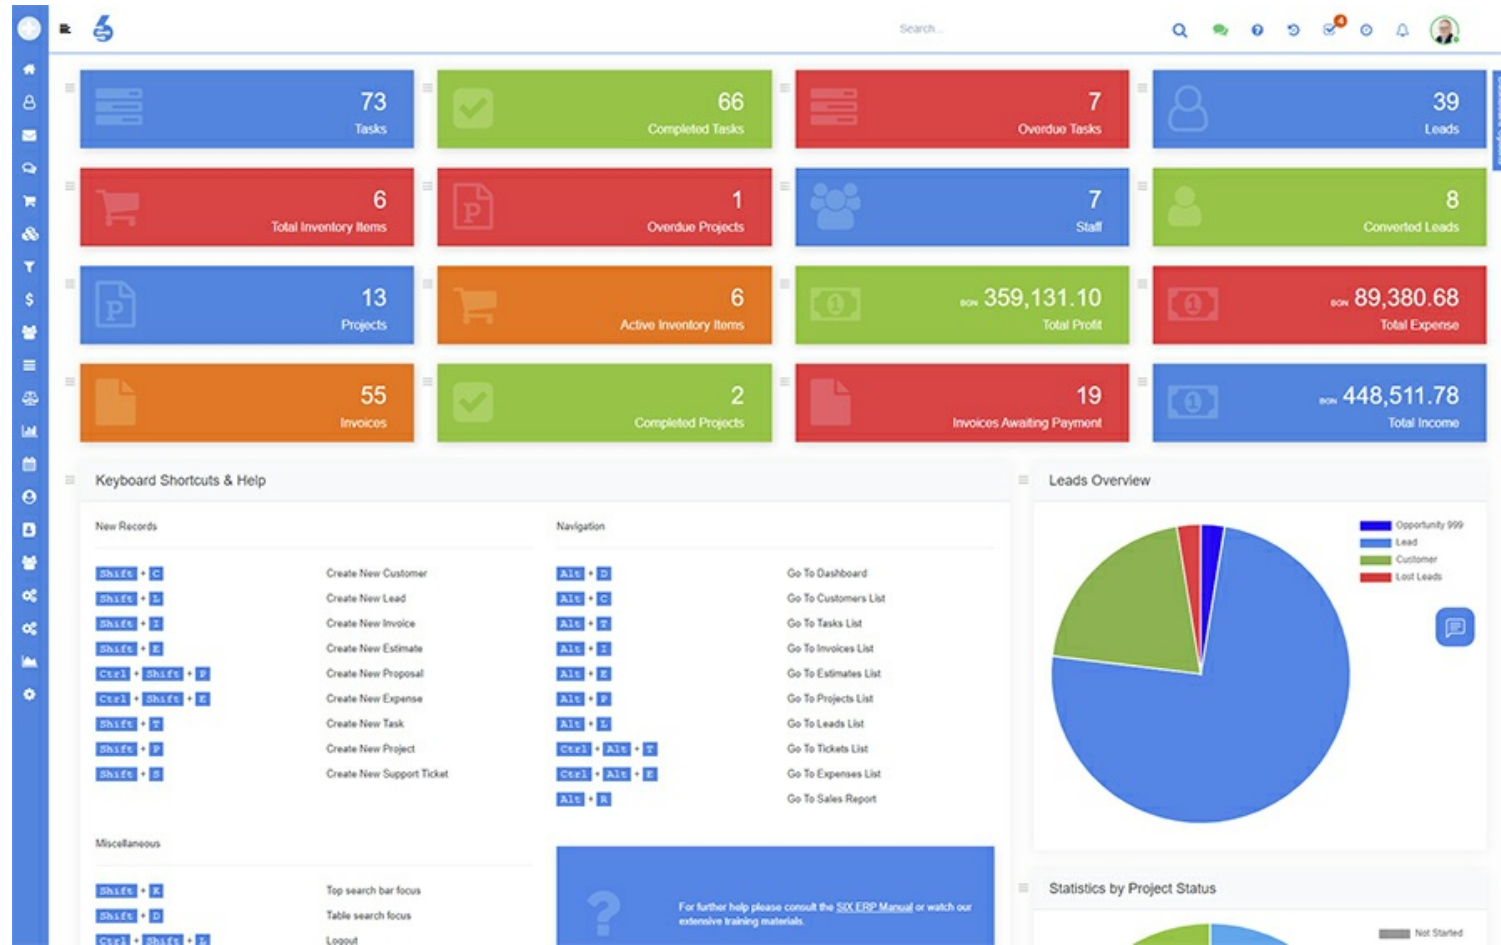 Search...
4
73
Tasks
66
Completed Tasks
7
Overdue Tasks
39
Leads
6
Total Inventory Items
1
Overdue Projects
7
Staff
8
Converted Leads
13
Projects
6
Active Inventory Items
BGN 359,131.10
Total Profit
BGN 89,380.68
Total Expense
55
Invoices
2
Completed Projects
19
Invoices Awaiting Payment
BGN 448,511.78
Total Income
Keyboard Shortcuts & Help
New Records
Shift + C Create New Customer
Shift + L Create New Lead
Shift + I Create New Invoice
Shift + E Create New Estimate
Ctrl + Shift + P Create New Proposal
Ctrl + Shift + E Create New Expense
Shift + T Create New Task
Shift + P Create New Project
Shift + S Create New Support Ticket
Navigation
Alt + D Go To Dashboard
Alt + C Go To Customers List
Alt + T Go To Tasks List
Alt + I Go To Invoices List
Alt + E Go To Estimates List
Alt + P Go To Projects List
Alt + L Go To Leads List
Ctrl + Alt + T Go To Tickets List
Ctrl + Alt + E Go To Expenses List
Alt + R Go To Sales Report
Miscellaneous
Shift + K Top search bar focus
Shift + D Table search focus
Ctrl + Shift + L Logout
For further help please consult the SIX ERP Manual or watch our
extensive training materials.
Leads Overview
Opportunity 999
Lead
Customer
Lost Leads
Statistics by Project Status
Not Started